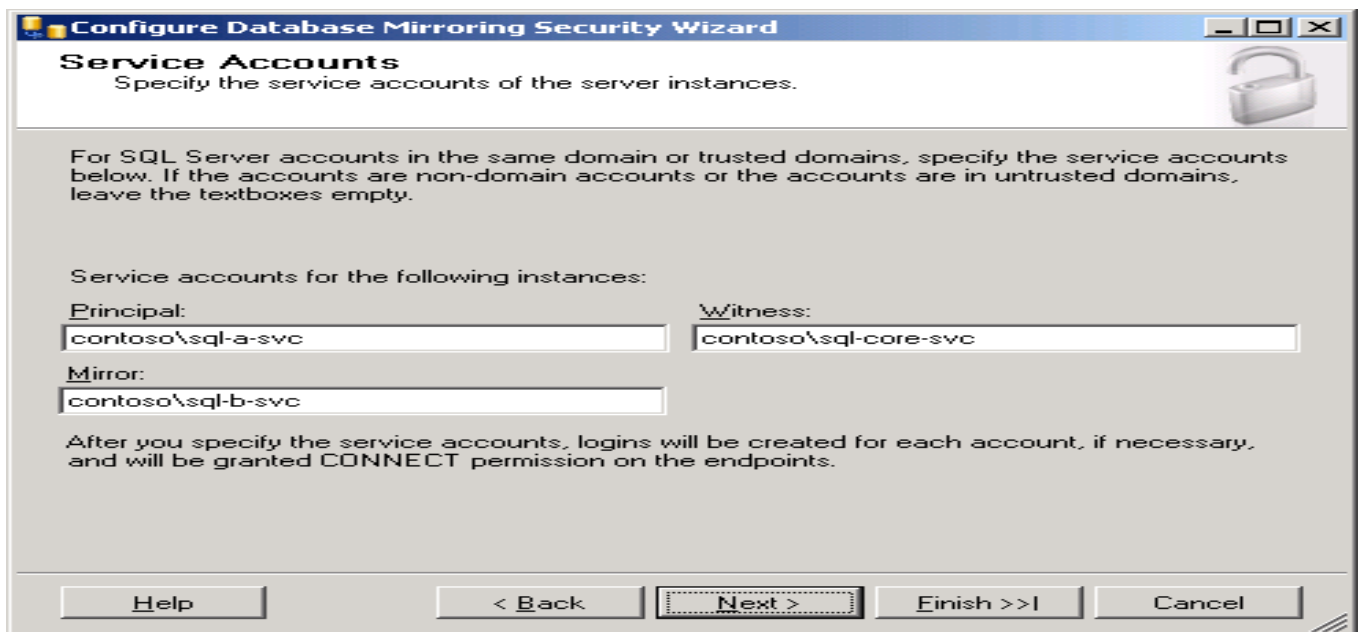 Configure Database Mirroring Security Wizard
Service Accounts
Specify the service accounts of the server instances.
For SQL Server accounts in the same domain or trusted domains, specify the service accounts
below. If the accounts are non-domain accounts or the accounts are in untrusted domains,
leave the textboxes empty.
Service accounts for the following instances:
Principal:
Witness:
contoso\sql-a-svc
contoso\sql-core-svc
Mirror:
contoso\sql-b-svc
After you specify the service accounts, logins will be created for each account, if necessary,
and will be granted CONNECT permission on the endpoints.
Help
< Back
Next >
Finish >>|
Cancel